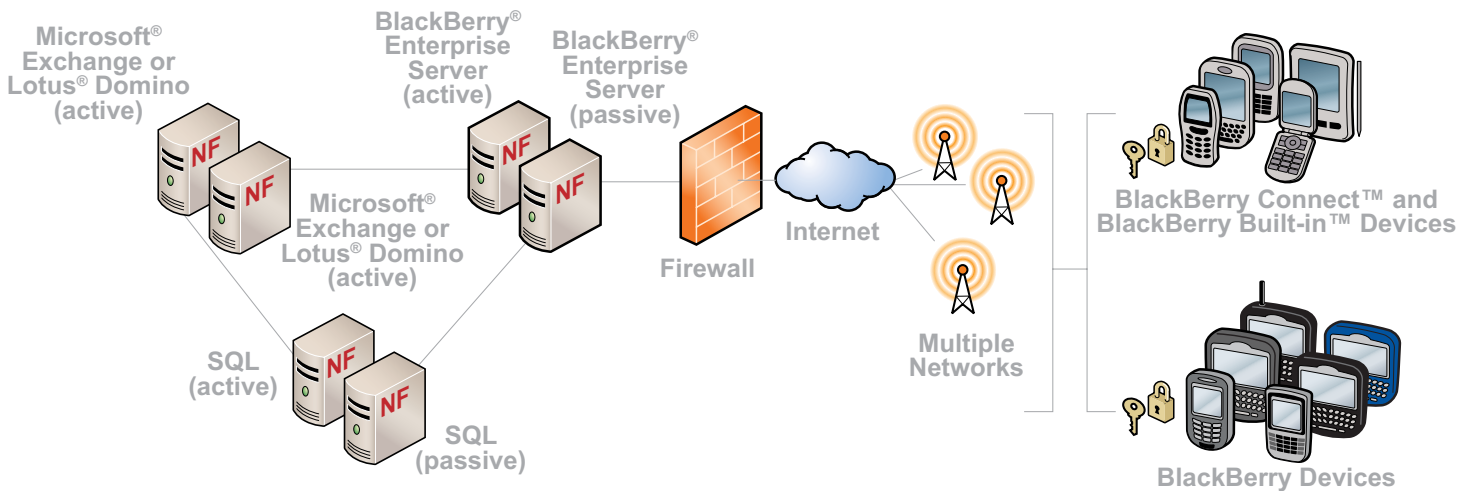 Microsoft®
Exchange or
Lotus® Domino
(active)
NF
NF
Microsoft®
Exchange or
Lotus® Domino
(active)
BlackBerry®
Enterprise
Server
(active)
BlackBerry®
Enterprise
Server
(passive)
NF
NF
SQL
(active)
NF
NF
SQL
(passive)
Firewall
Internet
Multiple
Networks
BlackBerry Connect™ and
BlackBerry Built-in™ Devices
BlackBerry Devices